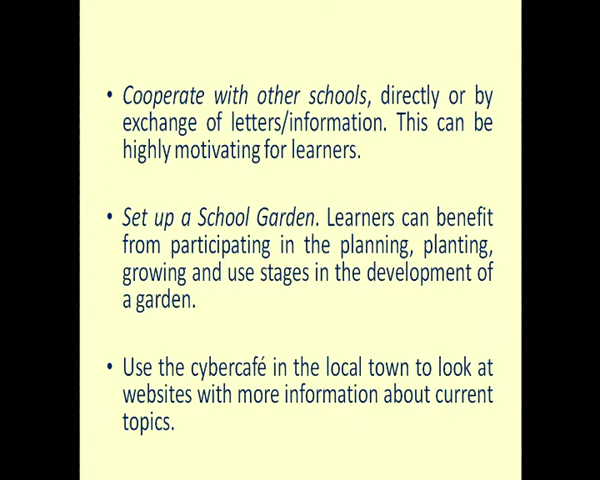 • Cooperate with other schools, directly or by
exchange of letters/information. This can be
highly motivating for learners.
• Set up a School Garden. Learners can benefit
from participating in the planning, planting,
growing and use stages in the development of
a garden.
• Use the cybercafé in the local town to look at
websites with more information about current
topics.